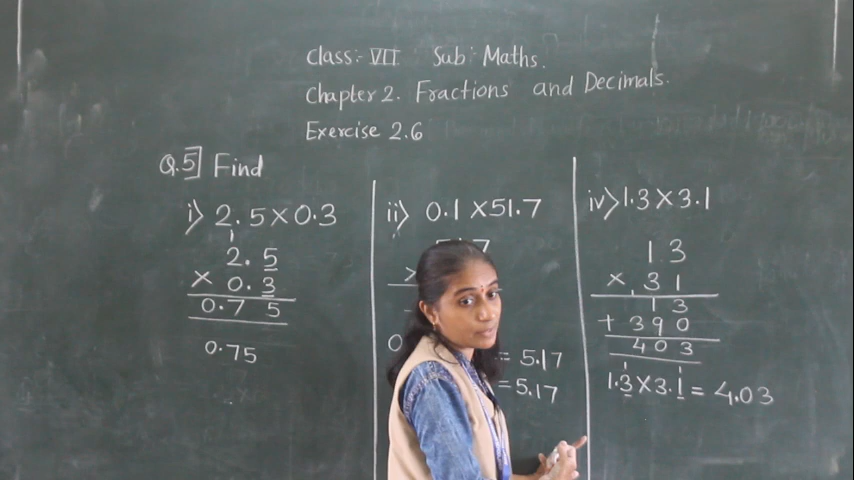 Class:- VII Sub: Maths.
Chapter 2. Fractions and Decimals.
Exercise 2.6
Q.5] Find
i) 2.5 × 0.3
1
2.5
× 0.3
0.75
0.75
ii) 0.1 × 51.7
= 5.17
= 5.17
iv) 1.3 × 3.1
13
× 31
13
+ 390
403
1.3 × 3.1 = 4.03